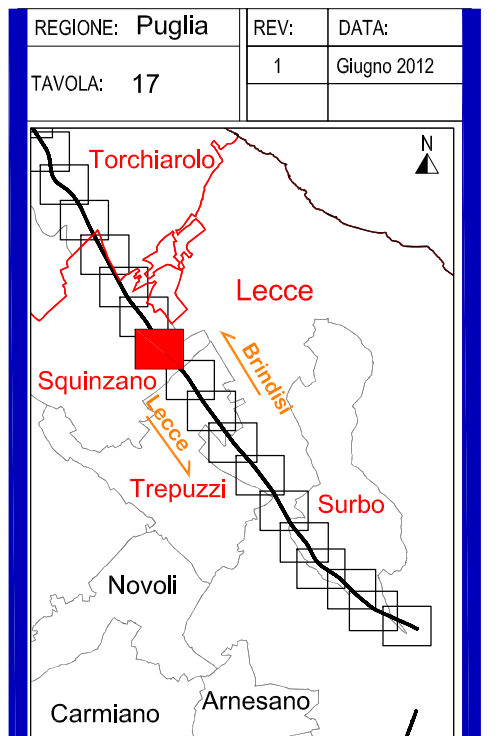 REGIONE: Puglia
REV:
DATA:
TAVOLA: 17
1
Giugno 2012
N
Torchiarolo
Lecce
Brindisi
Squinzano
Lecce
Trepuzzi
Surbo
Novoli
Arnesano
Carmiano